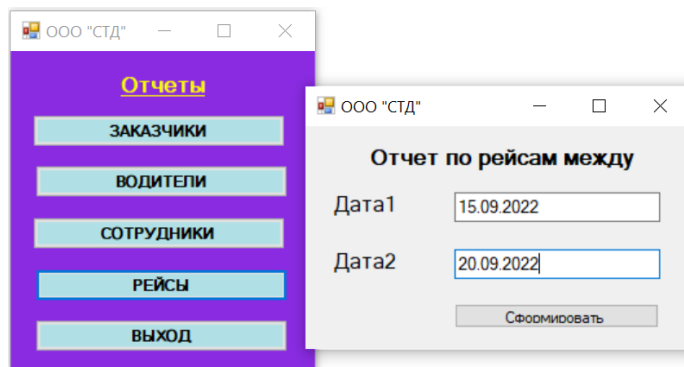 ООО "СТД"
Отчеты
ЗАКАЗЧИКИ
ВОДИТЕЛИ
СОТРУДНИКИ
РЕЙСЫ
ВЫХОД
ООО "СТД"
Отчет по рейсам между
Дата1 15.09.2022
Дата2 20.09.2022
Сформировать